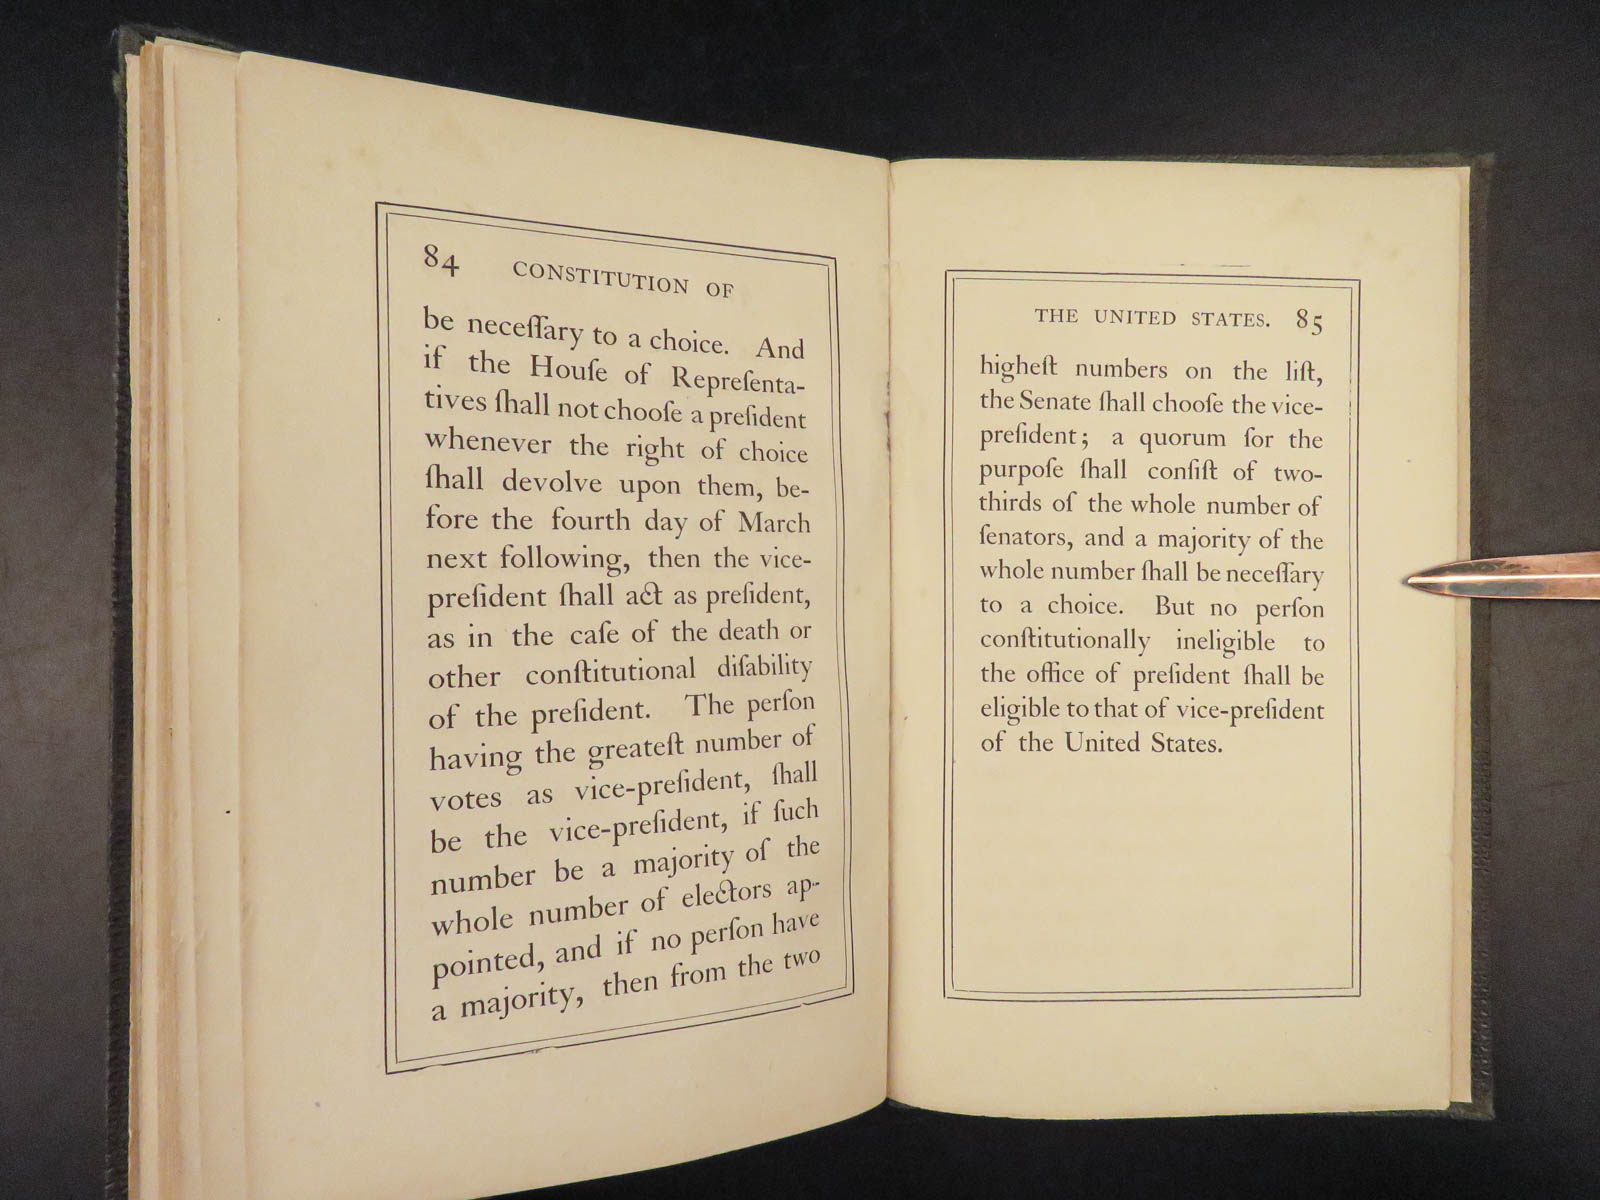 84 CONSTITUTION OF
be neceſſary to a choice. And
if the Houſe of Repreſenta-
tives ſhall not chooſe a preſident
whenever the right of choice
ſhall devolve upon them, be-
fore the fourth day of March
next following, then the vice-
preſident ſhall act as preſident,
as in the caſe of the death or
other conſtitutional diſability
of the preſident. The perſon
having the greateſt number of
votes as vice-preſident, ſhall
be the vice-preſident, if ſuch
number be a majority of the
whole number of electors ap-
pointed, and if no perſon have
a majority, then from the two
THE UNITED STATES. 85
higheſt numbers on the liſt,
the Senate ſhall chooſe the vice-
preſident; a quorum for the
purpoſe ſhall conſiſt of two-
thirds of the whole number of
ſenators, and a majority of the
whole number ſhall be neceſſary
to a choice. But no perſon
conſtitutionally ineligible to
the office of preſident ſhall be
eligible to that of vice-preſident
of the United States.